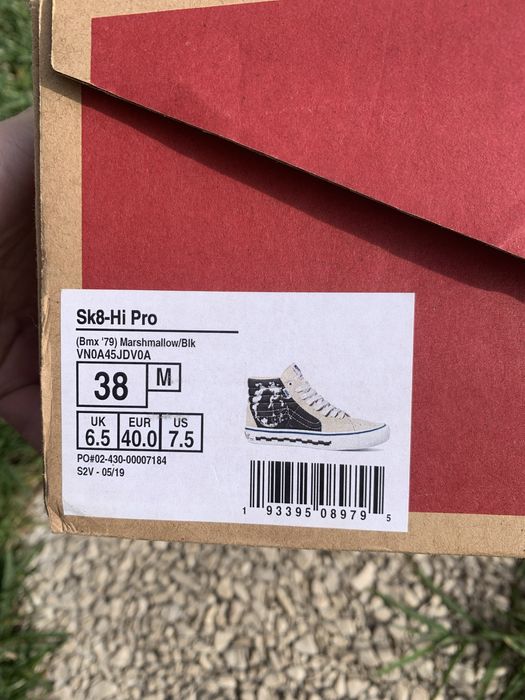 Sk8-Hi Pro
(Bmx '79) Marshmallow/Blk
VN0A45JDV0A
38 M
UK EUR US
6.5 40.0 7.5
PO#02-430-00007184
S2V - 05/19
1 93395 08979 5